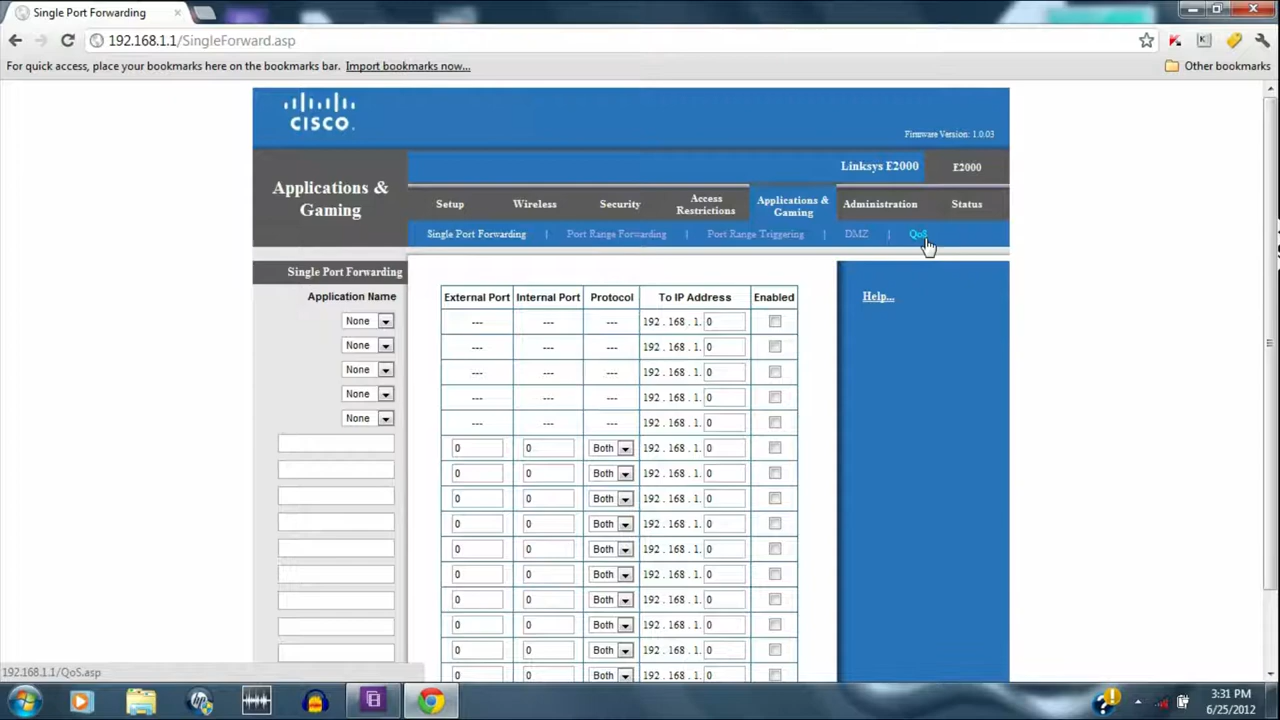 Single Port Forwarding
192.168.1.1/SingleForward.asp
For quick access, place your bookmarks here on the bookmarks bar. Import bookmarks now...
Other bookmarks
CISCO.
Firmware Version: 1.0.03
Linksys E2000
E2000
Applications &
Gaming
Setup
Wireless
Security
Access
Restrictions
Applications &
Gaming
Administration
Status
Single Port Forwarding | Port Range Forwarding | Port Range Triggering | DMZ | QoS
Single Port Forwarding
Help...
Application Name
External Port Internal Port Protocol To IP Address Enabled
None --- --- --- 192 . 168 . 1. 0
None --- --- --- 192 . 168 . 1. 0
None --- --- --- 192 . 168 . 1. 0
None --- --- --- 192 . 168 . 1. 0
None --- --- --- 192 . 168 . 1. 0
0 0 Both 192 . 168 . 1. 0
0 0 Both 192 . 168 . 1. 0
0 0 Both 192 . 168 . 1. 0
0 0 Both 192 . 168 . 1. 0
0 0 Both 192 . 168 . 1. 0
0 0 Both 192 . 168 . 1. 0
0 0 Both 192 . 168 . 1. 0
0 0 Both 192 . 168 . 1. 0
0 0 Both 192 . 168 . 1. 0
0 0 Both 192 . 168 . 1. 0
192.168.1.1/QoS.asp
hp
3:31 PM
6/25/2012